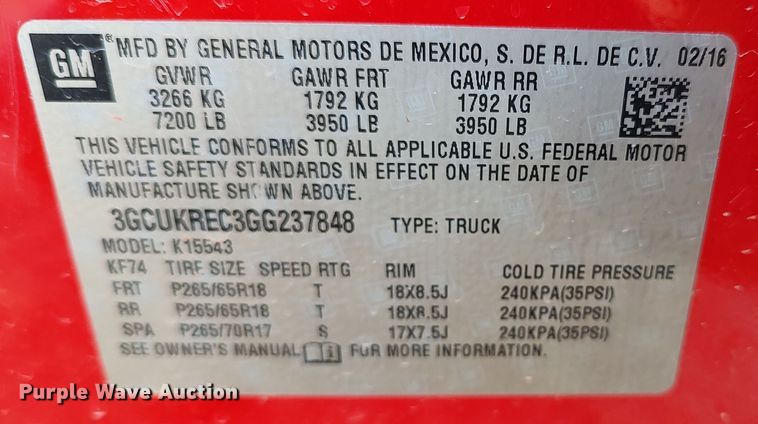 GM ® MFD BY GENERAL MOTORS DE MEXICO, S. DE R.L. DE C.V. 02/16
GVWR GAWR FRT GAWR RR
3266 KG 1792 KG 1792 KG
7200 LB 3950 LB 3950 LB
THIS VEHICLE CONFORMS TO ALL APPLICABLE U.S. FEDERAL MOTOR
VEHICLE SAFETY STANDARDS IN EFFECT ON THE DATE OF
MANUFACTURE SHOWN ABOVE.
3GCUKREC3GG237848 TYPE: TRUCK
MODEL: K15543
KF74 TIRE SIZE SPEED RTG RIM COLD TIRE PRESSURE
FRT P265/65R18 T 18X8.5J 240KPA(35PSI)
RR P265/65R18 T 18X8.5J 240KPA(35PSI)
SPA P265/70R17 S 17X7.5J 240KPA(35PSI)
SEE OWNER'S MANUAL FOR MORE INFORMATION.
Purple Wave Auction